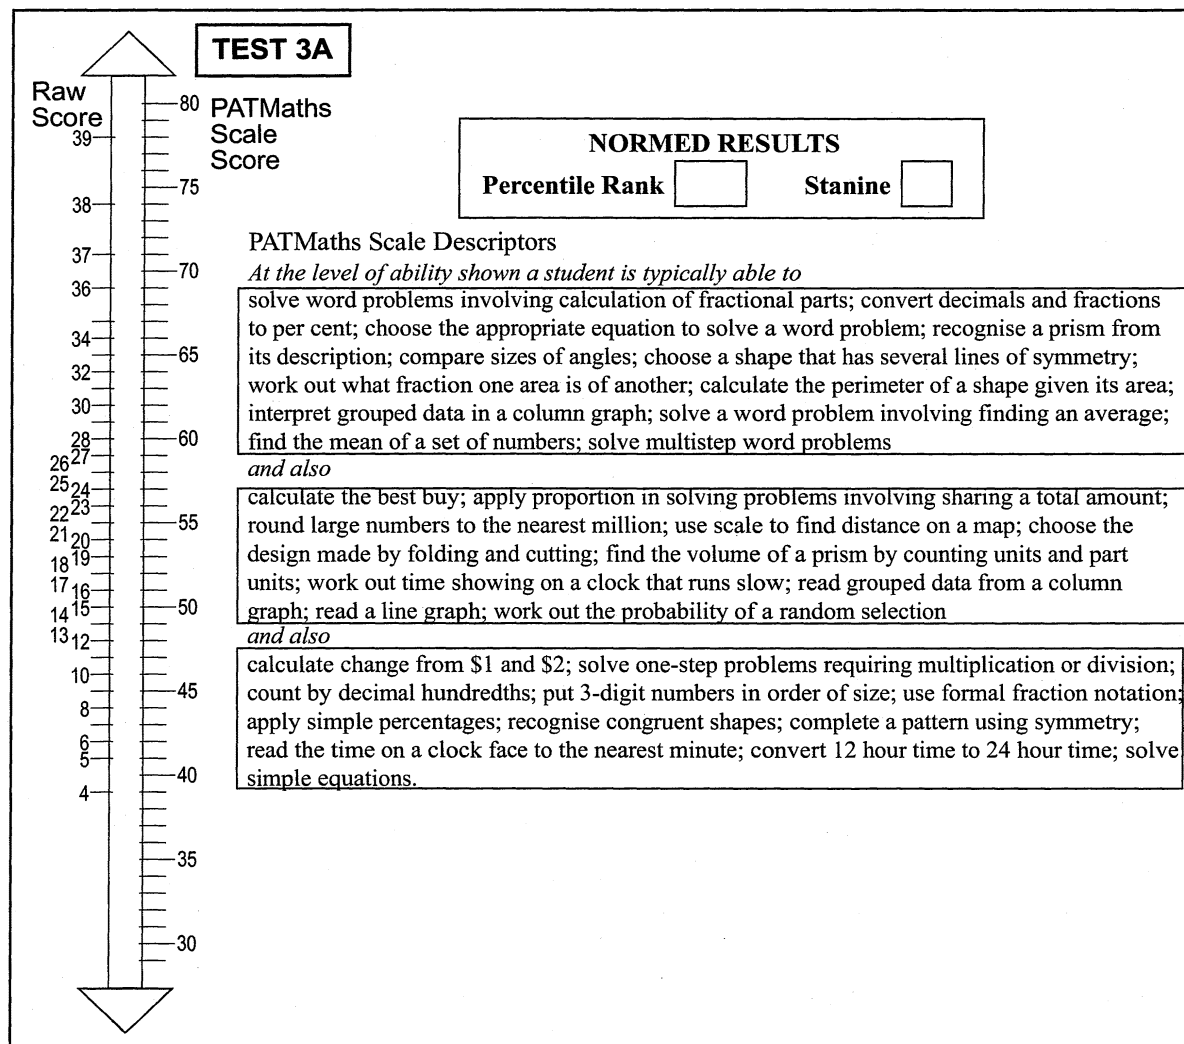 TEST 3A
Raw
Score
39
38
37
36
34
32
30
28
26 27
25 24
22 23
21 20
18 19
17 16
14 15
13 12
10
8
6
5
4
80
75
70
65
60
55
50
45
40
35
30
PATMaths
Scale
Score
NORMED RESULTS
Percentile Rank Stanine
PATMaths Scale Descriptors
At the level of ability shown a student is typically able to
solve word problems involving calculation of fractional parts; convert decimals and fractions
to per cent; choose the appropriate equation to solve a word problem; recognise a prism from
its description; compare sizes of angles; choose a shape that has several lines of symmetry;
work out what fraction one area is of another; calculate the perimeter of a shape given its area;
interpret grouped data in a column graph; solve a word problem involving finding an average;
find the mean of a set of numbers; solve multistep word problems
and also
calculate the best buy; apply proportion in solving problems involving sharing a total amount;
round large numbers to the nearest million; use scale to find distance on a map; choose the
design made by folding and cutting; find the volume of a prism by counting units and part
units; work out time showing on a clock that runs slow; read grouped data from a column
graph; read a line graph; work out the probability of a random selection
and also
calculate change from $1 and $2; solve one-step problems requiring multiplication or division;
count by decimal hundredths; put 3-digit numbers in order of size; use formal fraction notation;
apply simple percentages; recognise congruent shapes; complete a pattern using symmetry;
read the time on a clock face to the nearest minute; convert 12 hour time to 24 hour time; solve
simple equations.